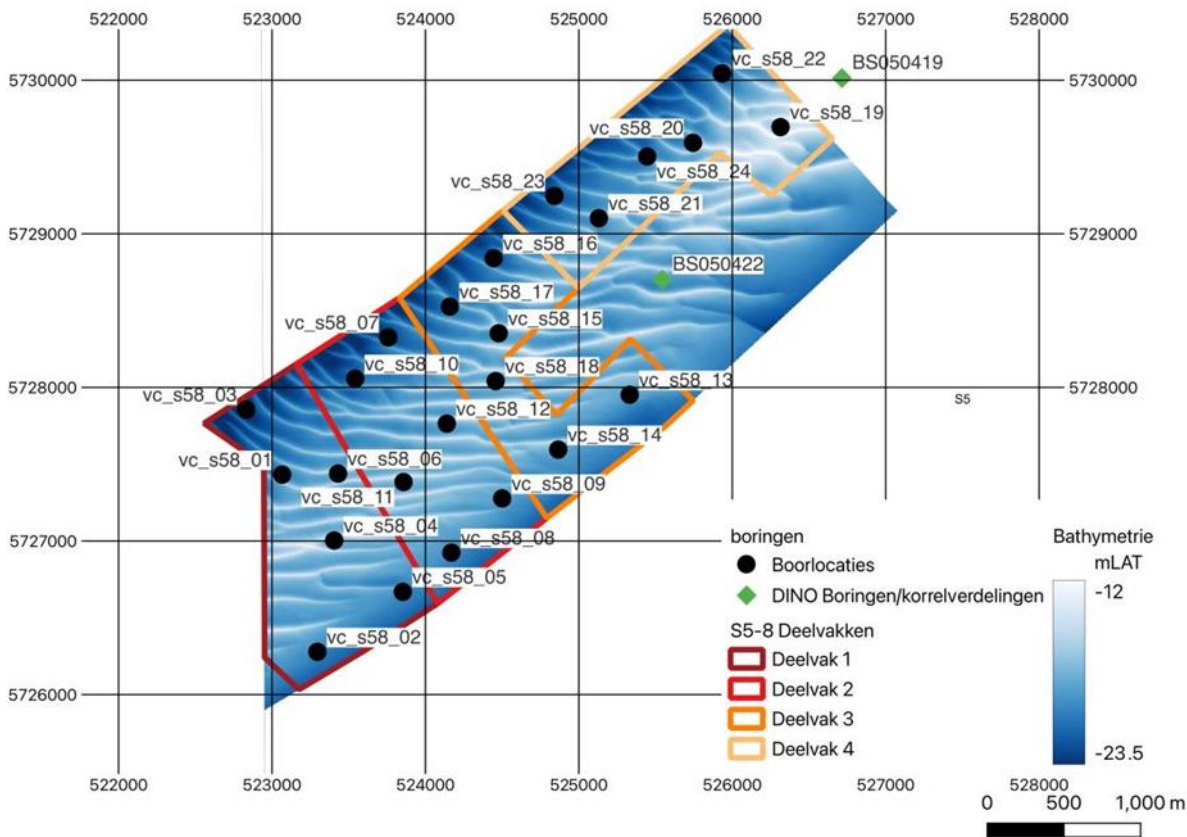 522000 523000 524000 525000 526000 527000 528000
vc_s58_22
BS050419
5730000 5730000
vc_s58_19
vc_s58_20
vc_s58_24
vc_s58_23
vc_s58_21
5729000 5729000
vc_s58_16
BS050422
vc_s58_17
vc_s58_07
vc_s58_15
vc_s58_10
vc_s58_18
vc_s58_13
5728000 5728000
vc_s58_03
S5
vc_s58_12
vc_s58_14
vc_s58_01
vc_s58_06
vc_s58_09
vc_s58_11
vc_s58_04
vc_s58_08
5727000
vc_s58_05
vc_s58_02
5726000
boringen
Boorlocaties
DINO Boringen/korrelverdelingen
S5-8 Deelvakken
Deelvak 1
Deelvak 2
Deelvak 3
Deelvak 4
Bathymetrie
mLAT
-12
-23.5
522000 523000 524000 525000 526000 527000 528000
0 500 1,000 m